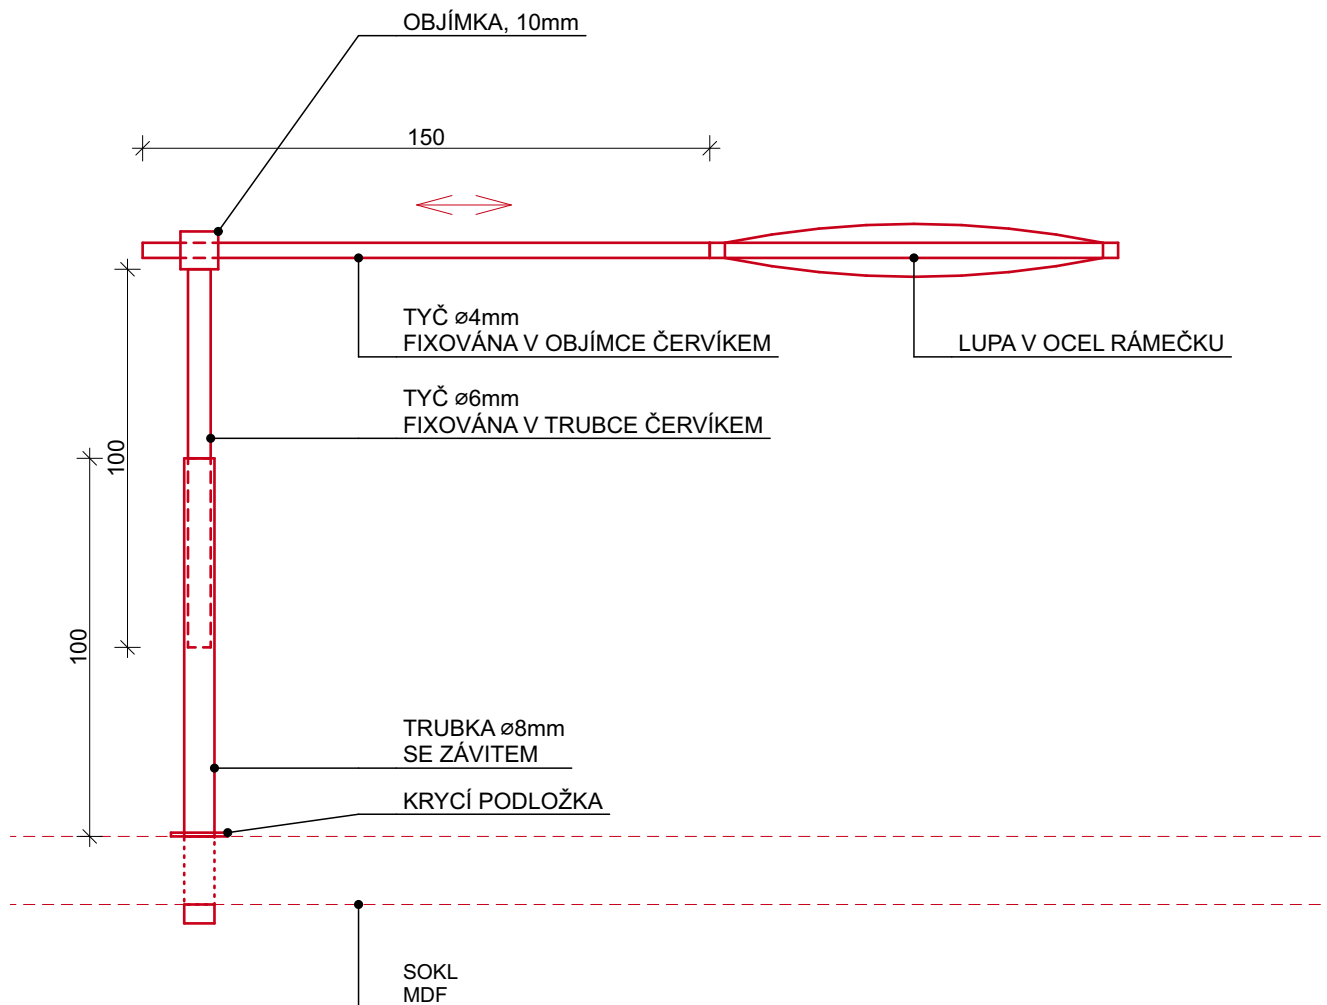 OBJÍMKA, 10mm
150
TYČ ⌀4mm
FIXOVÁNA V OBJÍMCE ČERVÍKEM
LUPA V OCEL RÁMEČKU
TYČ ⌀6mm
FIXOVÁNA V TRUBCE ČERVÍKEM
100
100
TRUBKA ⌀8mm
SE ZÁVITEM
KRYCÍ PODLOŽKA
SOKL
MDF